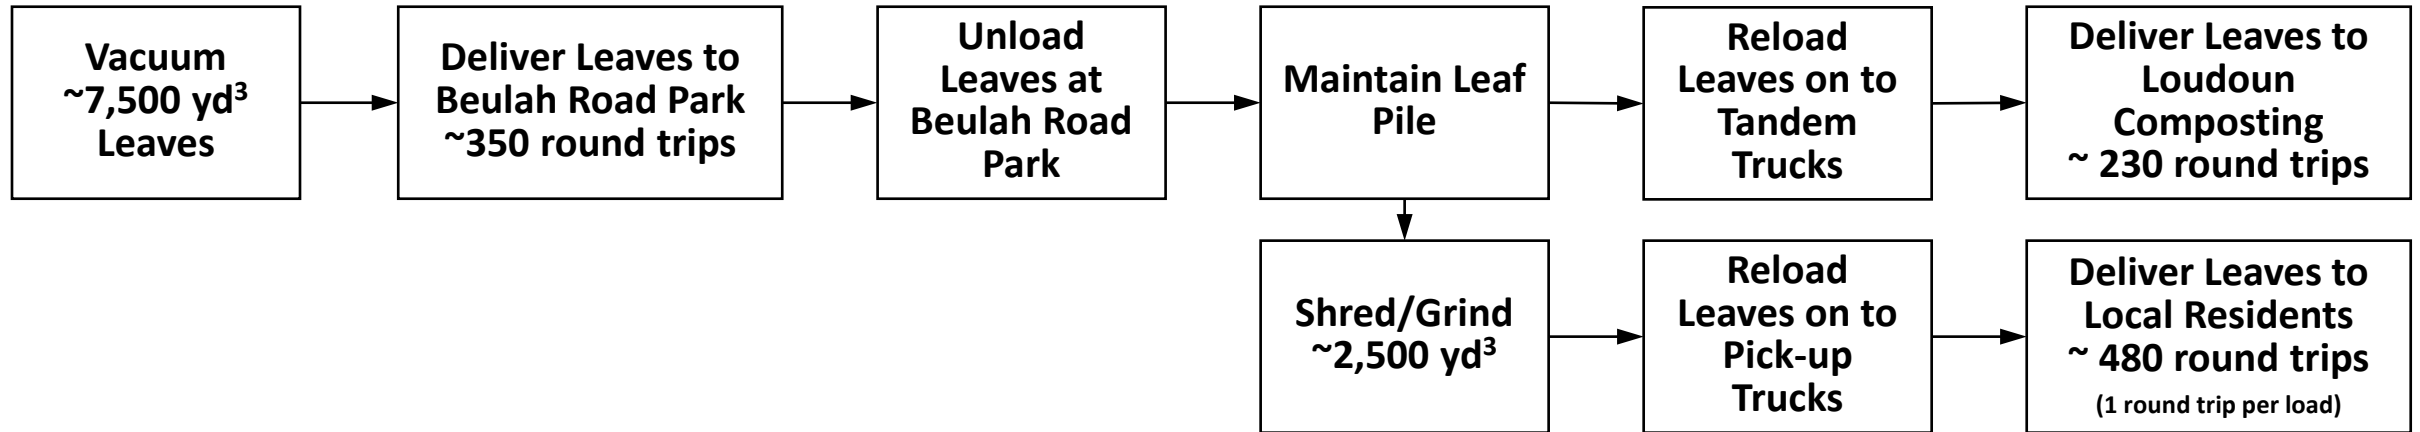 Vacuum
~7,500 yd³
Leaves
Deliver Leaves to
Beulah Road Park
~350 round trips
Unload
Leaves at
Beulah Road
Park
Maintain Leaf
Pile
Reload
Leaves on to
Tandem
Trucks
Deliver Leaves to
Loudoun
Composting
~ 230 round trips
Shred/Grind
~2,500 yd³
Reload
Leaves on to
Pick-up
Trucks
Deliver Leaves to
Local Residents
~ 480 round trips
(1 round trip per load)